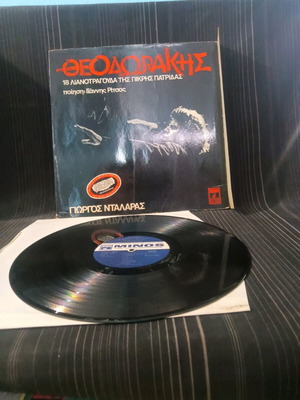 ΘΕΟΔΩΡΑΚΗΣ
18 ΛΙΑΝΟΤΡΑΓΟΥΔΑ ΤΗΣ ΠΙΚΡΗΣ ΠΑΤΡΙΔΑΣ
ποίηση Γιάννης Ρίτσος
ΓΙΩΡΓΟΣ ΝΤΑΛΑΡΑΣ
MINOS